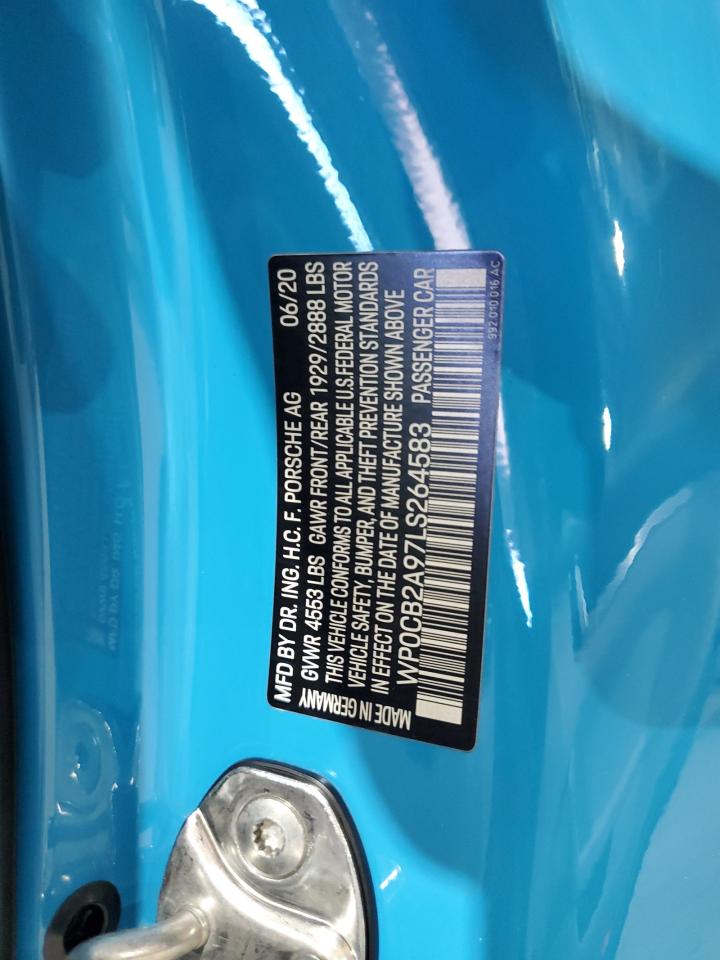 MFD BY DR. ING. H.C. F. PORSCHE AG 06/20
GVWR 4553 LBS GAWR FRONT/REAR 1929/2888 LBS
THIS VEHICLE CONFORMS TO ALL APPLICABLE U.S.FEDERAL MOTOR
VEHICLE SAFETY, BUMPER, AND THEFT PREVENTION STANDARDS
IN EFFECT ON THE DATE OF MANUFACTURE SHOWN ABOVE
WP0CB2A97LS264583 PASSENGER CAR
MADE IN GERMANY
992.010.016.AC